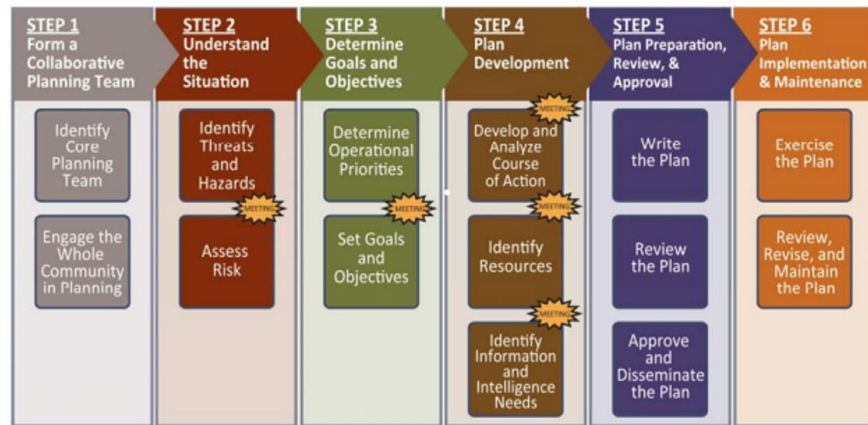 STEP 1
Form a
Collaborative
Planning Team
Identify
Core
Planning
Team
Engage the
Whole
Community
in Planning
STEP 2
Understand
the
Situation
Identify
Threats
and
Hazards
MEETING
Assess
Risk
STEP 3
Determine
Goals and
Objectives
Determine
Operational
Priorities
MEETING
Set Goals
and
Objectives
STEP 4
Plan
Development
MEETING
Develop and
Analyze
Course
of Action
MEETING
Identify
Resources
MEETING
Identify
Information
and
Intelligence
Needs
STEP 5
Plan Preparation,
Review, &
Approval
Write
the Plan
Review
the Plan
Approve
and
Disseminate
the Plan
STEP 6
Plan
Implementation
& Maintenance
Exercise
the Plan
Review,
Revise, and
Maintain
the Plan